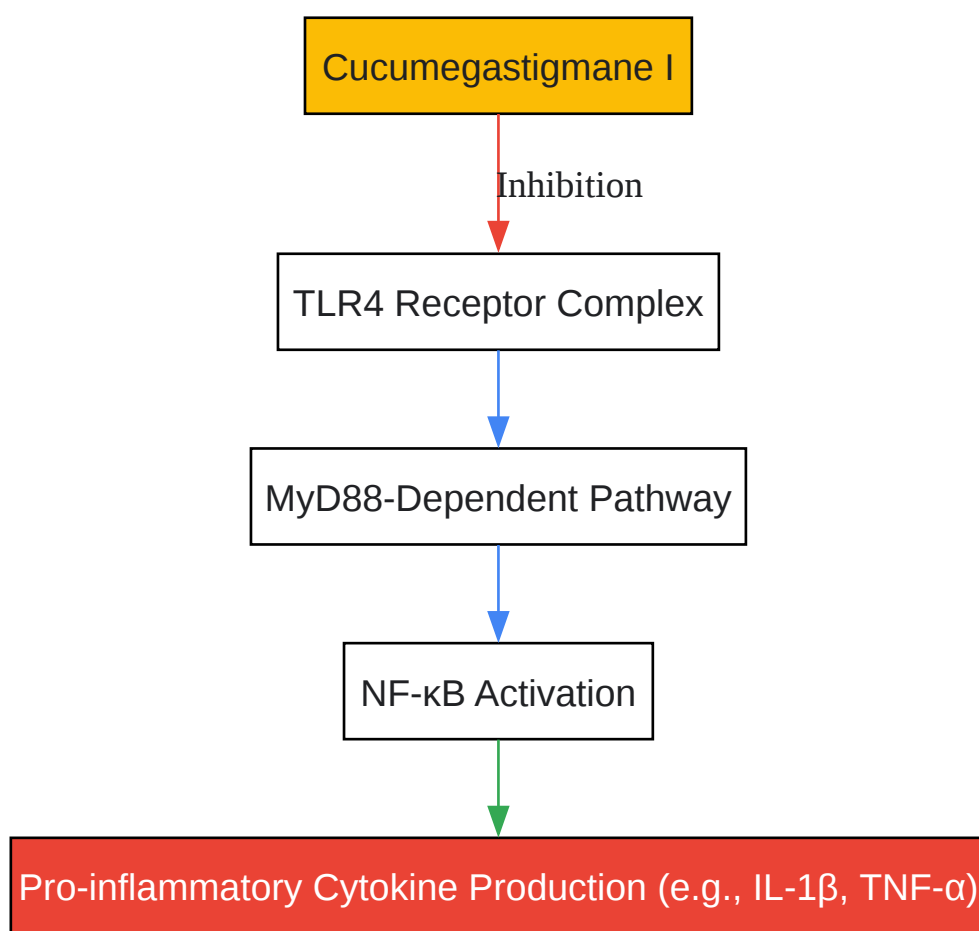 Cucumegastigmane I
Inhibition
TLR4 Receptor Complex
MyD88-Dependent Pathway
NF-κB Activation
Pro-inflammatory Cytokine Production (e.g., IL-1β, TNF-α)